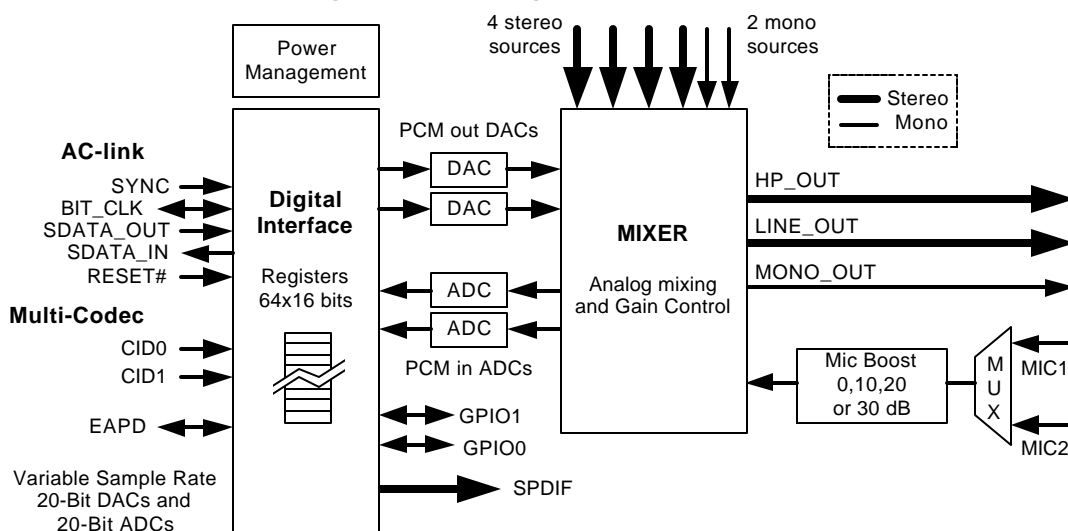 4 stereo
sources
2 mono
sources
Power
Management
Stereo
Mono
PCM out DACs
AC-link
SYNC
BIT_CLK
SDATA_OUT
SDATA_IN
RESET#
Digital
Interface
Registers
64x16 bits
DAC
DAC
ADC
ADC
PCM in ADCs
MIXER
Analog mixing
and Gain Control
HP_OUT
LINE_OUT
MONO_OUT
Multi-Codec
CID0
CID1
EAPD
GPIO1
GPIO0
SPDIF
Mic Boost
0,10,20
or 30 dB
M
U
X
MIC1
MIC2
Variable Sample Rate
20-Bit DACs and
20-Bit ADCs